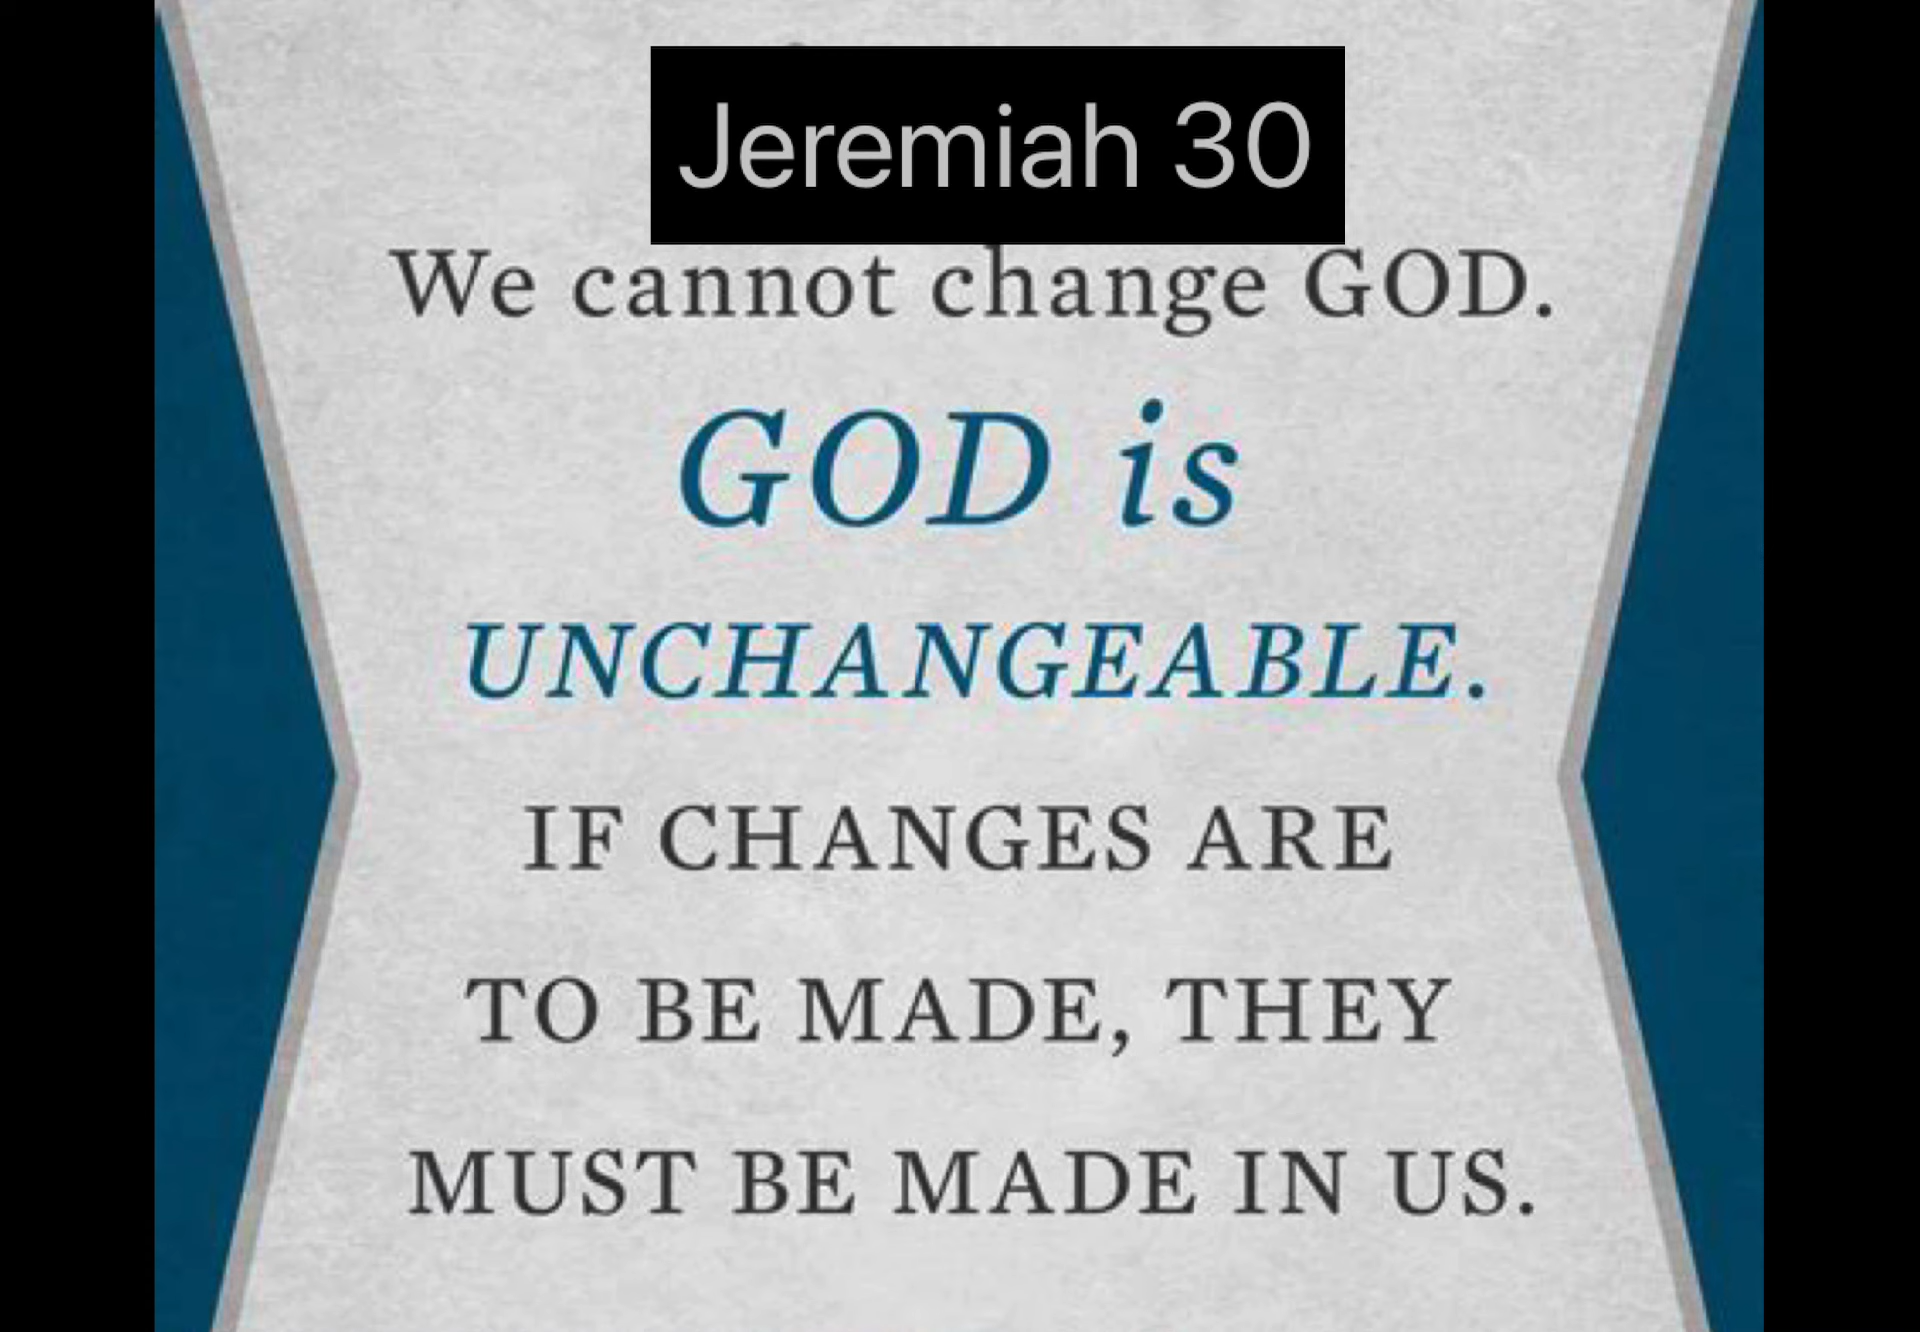 Jeremiah 30
We cannot change GOD.
GOD is
UNCHANGEABLE.
IF CHANGES ARE
TO BE MADE, THEY
MUST BE MADE IN US.